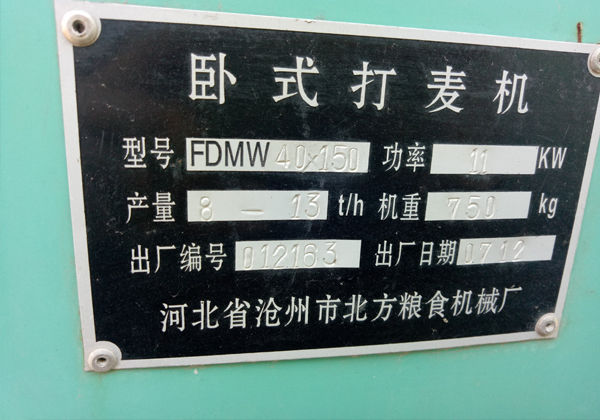 卧式打麦机
型号 FDMW 40×150 功率 11 KW
产量 8 - 13 t/h 机重 750 kg
出厂编号 012163 出厂日期 0712
河北省沧州市北方粮食机械厂